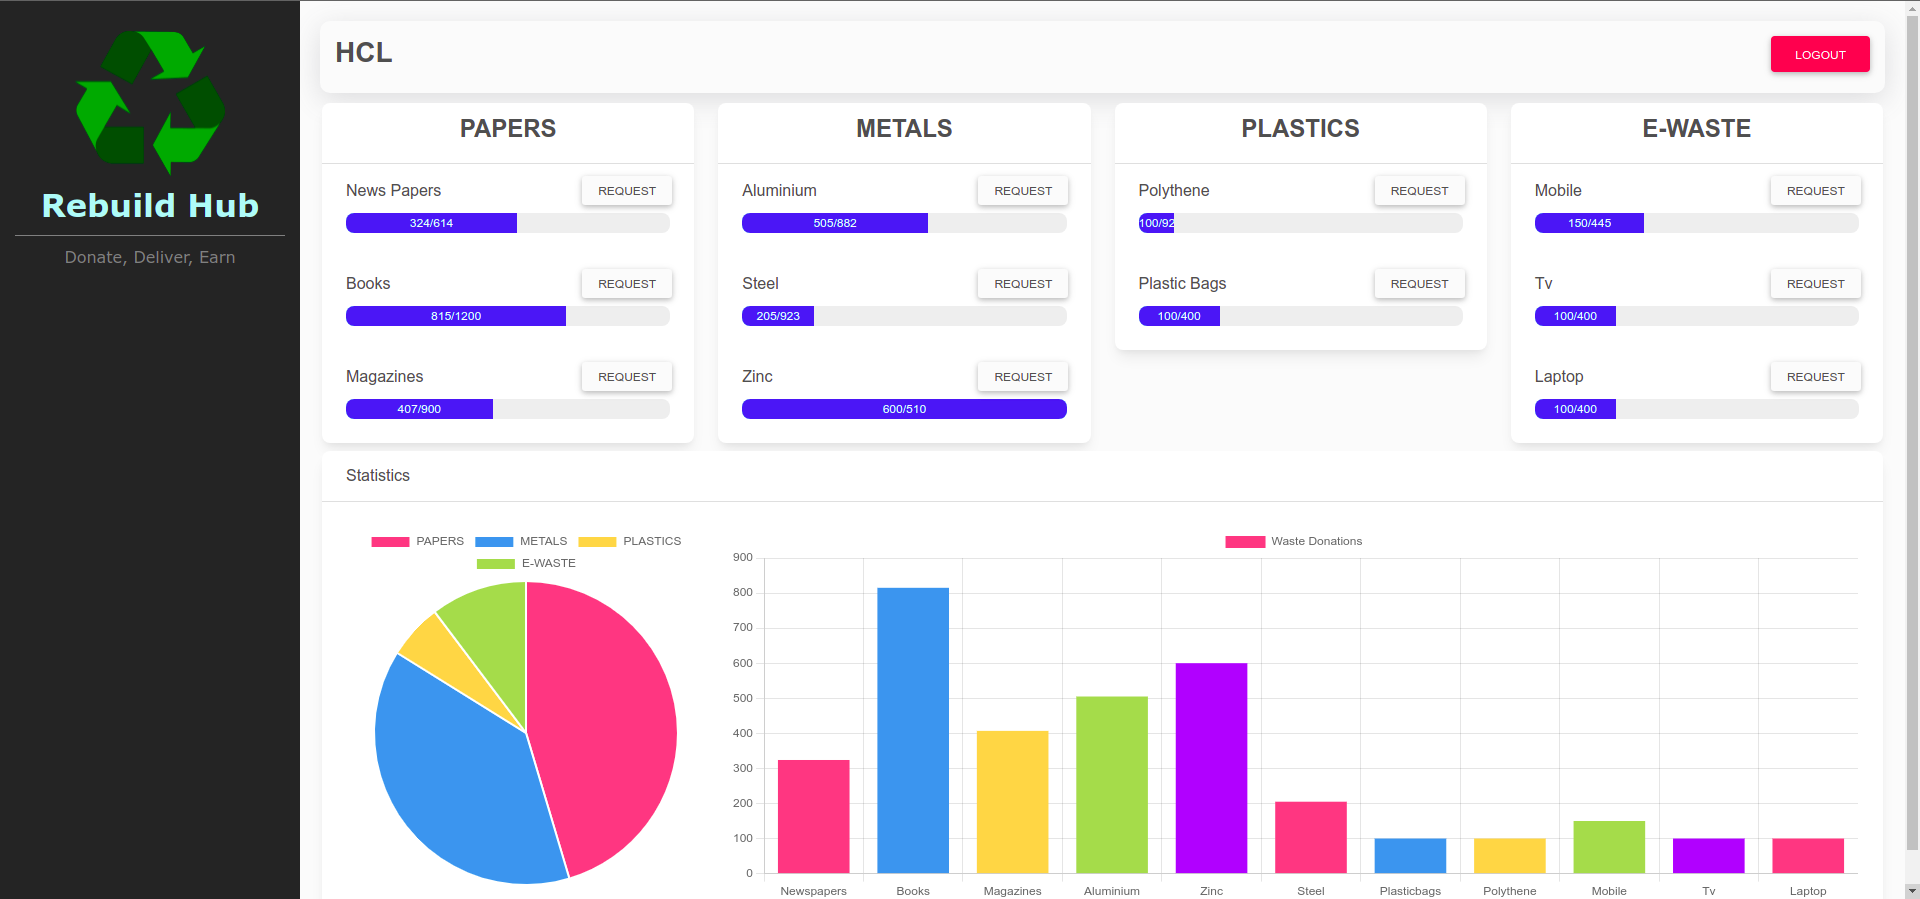 Rebuild Hub
Donate, Deliver, Earn
HCL
LOGOUT
PAPERS
News Papers
REQUEST
324/614
Books
REQUEST
815/1200
Magazines
REQUEST
407/900
METALS
Aluminium
REQUEST
505/882
Steel
REQUEST
205/923
Zinc
REQUEST
600/510
PLASTICS
Polythene
REQUEST
100/92
Plastic Bags
REQUEST
100/400
E-WASTE
Mobile
REQUEST
150/445
Tv
REQUEST
100/400
Laptop
REQUEST
100/400
Statistics
PAPERS METALS PLASTICS
E-WASTE
Waste Donations
900
800
700
600
500
400
300
200
100
0
Newspapers Books Magazines Aluminium Zinc Steel Plasticbags Polythene Mobile Tv Laptop